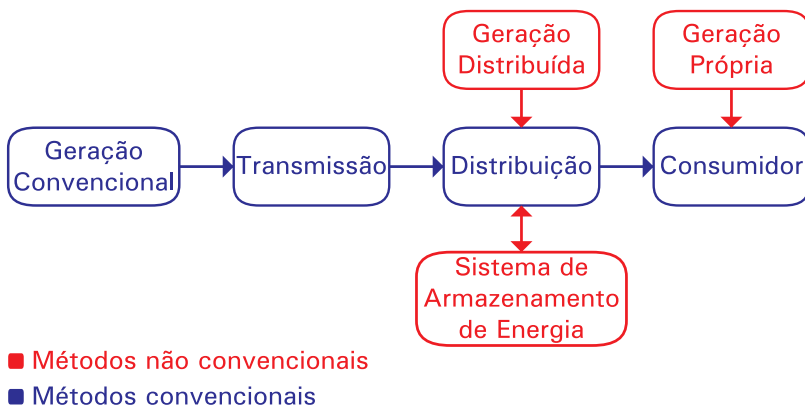 Geração
Distribuída
Geração
Própria
Geração
Convencional
Transmissão
Distribuição
Consumidor
Sistema de
Armazenamento
de Energia
Métodos não convencionais
Métodos convencionais